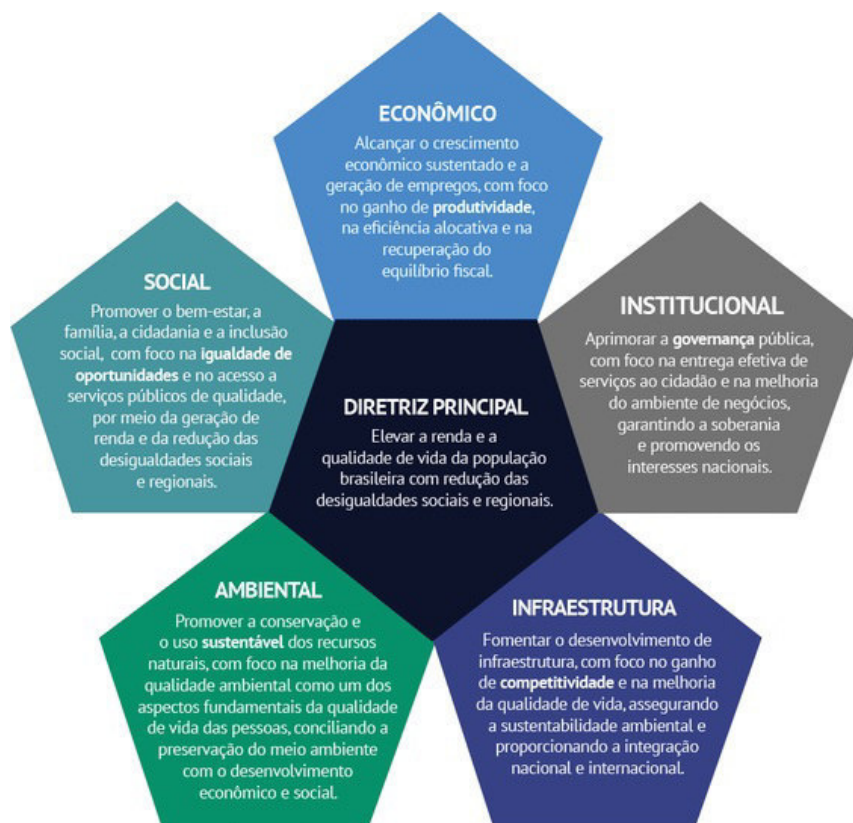 ECONÔMICO
Alcançar o crescimento
econômico sustentado e a
geração de empregos, com foco
no ganho de produtividade,
na eficiência alocativa e na
recuperação do
equilíbrio fiscal.
SOCIAL
Promover o bem-estar, a
família, a cidadania e a inclusão
social, com foco na igualdade de
oportunidades e no acesso a
serviços públicos de qualidade,
por meio da geração de
renda e da redução das
desigualdades sociais
e regionais.
INSTITUCIONAL
Aprimorar a governança pública,
com foco na entrega efetiva de
serviços ao cidadão e na melhoria
do ambiente de negócios,
garantindo a soberania
e promovendo os
interesses nacionais.
DIRETRIZ PRINCIPAL
Elevar a renda e a
qualidade de vida da população
brasileira com redução das
desigualdades sociais e regionais.
AMBIENTAL
Promover a conservação e
o uso sustentável dos recursos
naturais, com foco na melhoria da
qualidade ambiental como um dos
aspectos fundamentais da qualidade
de vida das pessoas, conciliando a
preservação do meio ambiente
com o desenvolvimento
econômico e social.
INFRAESTRUTURA
Fomentar o desenvolvimento de
infraestrutura, com foco no ganho
de competitividade e na melhoria
da qualidade de vida, assegurando
a sustentabilidade ambiental e
proporcionando a integração
nacional e internacional.